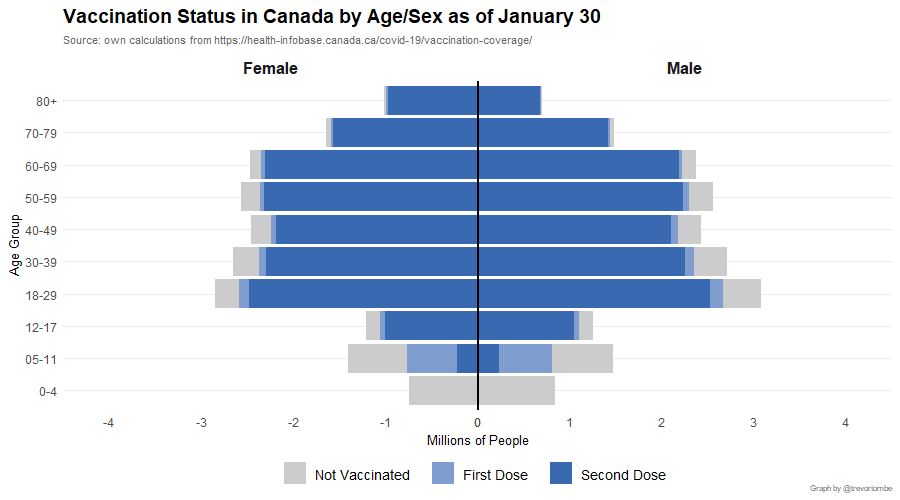 Vaccination Status in Canada by Age/Sex as of January 30
Source: own calculations from https://health-infobase.canada.ca/covid-19/vaccination-coverage/
Female Male
80+
70-79
60-69
50-59
40-49
30-39
18-29
12-17
05-11
0-4
Age Group
-4 -3 -2 -1 0 1 2 3 4
Millions of People
Not Vaccinated First Dose Second Dose
Graph by @trevortombe